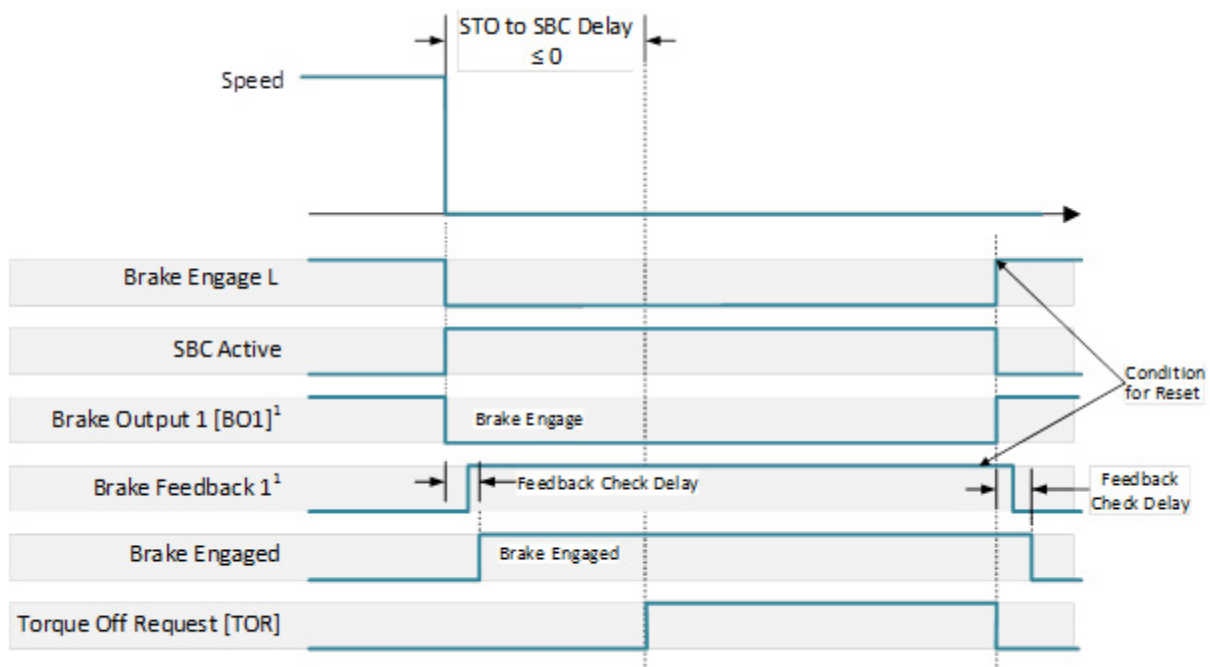 STO to SBC Delay
≤ 0
Speed
Brake Engage L
SBC Active
Brake Output 1 [BO1]¹
Brake Engage
Condition
for Reset
Brake Feedback 1¹
Feedback Check Delay
Feedback
Check Delay
Brake Engaged
Brake Engaged
Torque Off Request [TOR]